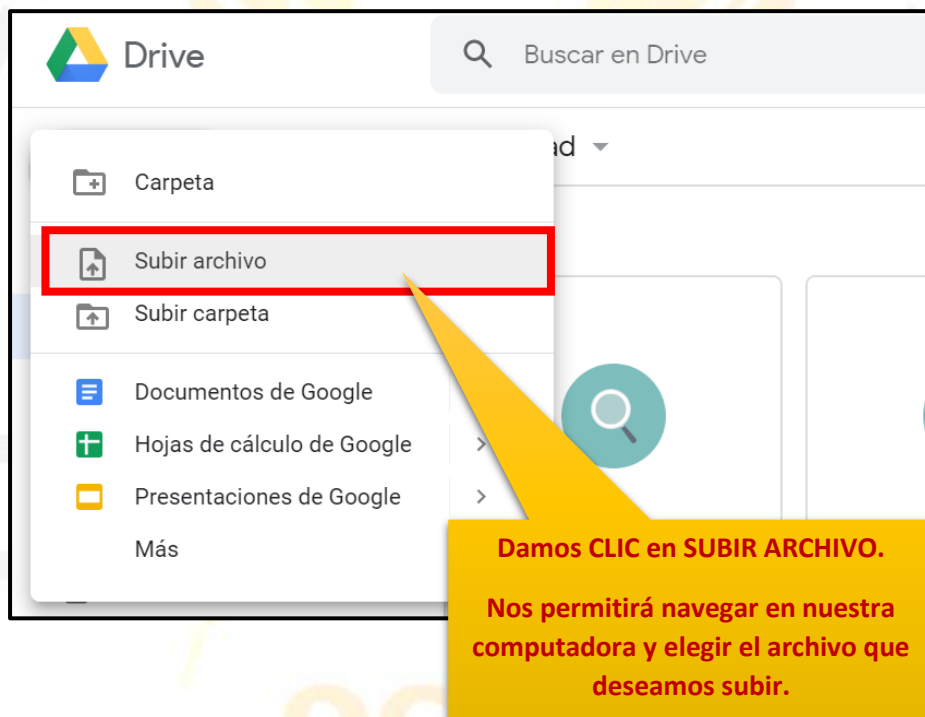 Drive
Buscar en Drive
Carpeta
Subir archivo
Subir carpeta
Documentos de Google
Hojas de cálculo de Google
Presentaciones de Google
Más
Damos CLIC en SUBIR ARCHIVO.
Nos permitirá navegar en nuestra
computadora y elegir el archivo que
deseamos subir.